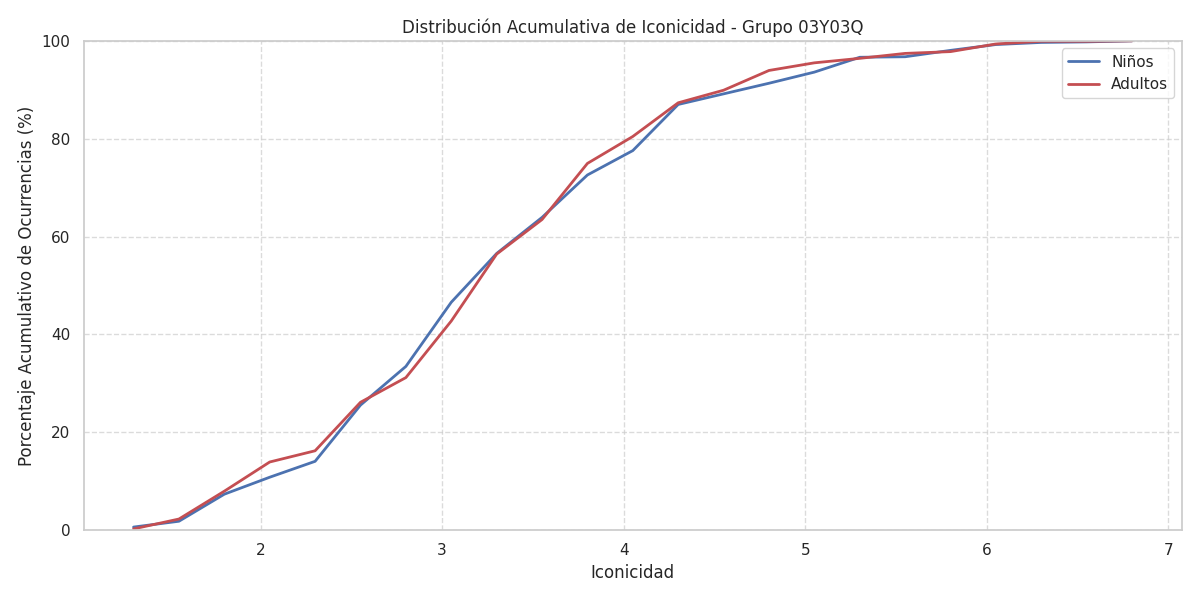 Distribución Acumulativa de Iconicidad - Grupo 03Y03Q
Porcentaje Acumulativo de Ocurrencias (%)
100
80
60
40
20
0
Niños
Adultos
2
3
4
5
6
7
Iconicidad